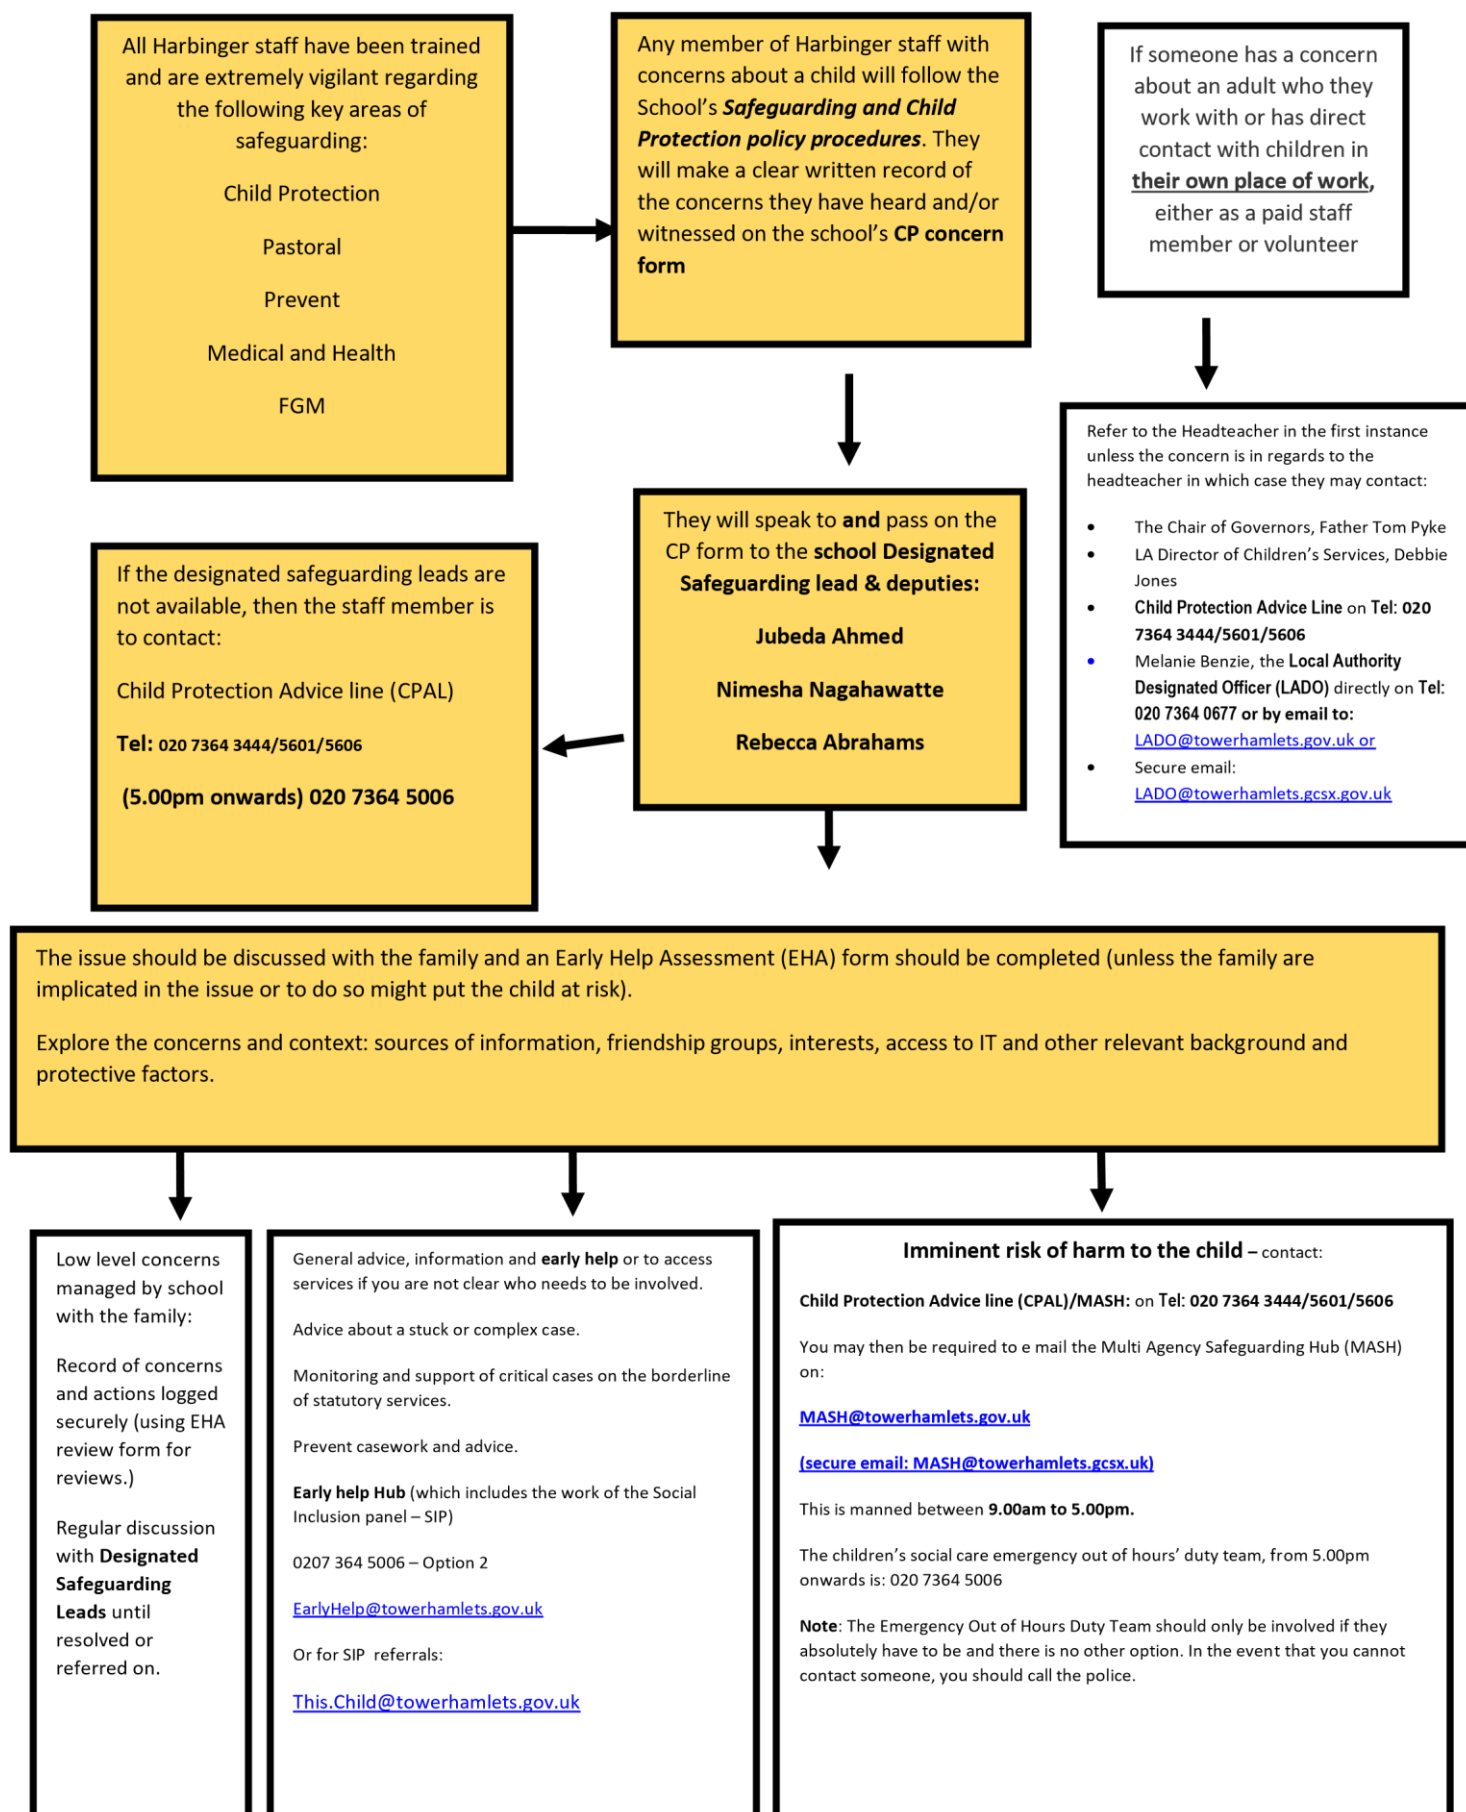 All Harbinger staff have been trained
and are extremely vigilant regarding
the following key areas of
safeguarding:
Child Protection
Pastoral
Prevent
Medical and Health
FGM
Any member of Harbinger staff with
concerns about a child will follow the
School’s Safeguarding and Child
Protection policy procedures. They
will make a clear written record of
the concerns they have heard and/or
witnessed on the school’s CP concern
form
If someone has a concern
about an adult who they
work with or has direct
contact with children in
their own place of work,
either as a paid staff
member or volunteer
Refer to the Headteacher in the first instance
unless the concern is in regards to the
headteacher in which case they may contact:
• The Chair of Governors, Father Tom Pyke
• LA Director of Children’s Services, Debbie
Jones
• Child Protection Advice Line on Tel: 020
7364 3444/5601/5606
• Melanie Benzie, the Local Authority
Designated Officer (LADO) directly on Tel:
020 7364 0677 or by email to:
LADO@towerhamlets.gov.uk or
• Secure email:
LADO@towerhamlets.gcsx.gov.uk
They will speak to and pass on the
CP form to the school Designated
Safeguarding lead & deputies:
Jubeda Ahmed
Nimesha Nagahawatte
Rebecca Abrahams
If the designated safeguarding leads are
not available, then the staff member is
to contact:
Child Protection Advice line (CPAL)
Tel: 020 7364 3444/5601/5606
(5.00pm onwards) 020 7364 5006
The issue should be discussed with the family and an Early Help Assessment (EHA) form should be completed (unless the family are
implicated in the issue or to do so might put the child at risk).
Explore the concerns and context: sources of information, friendship groups, interests, access to IT and other relevant background and
protective factors.
Low level concerns
managed by school
with the family:
Record of concerns
and actions logged
securely (using EHA
review form for
reviews.)
Regular discussion
with Designated
Safeguarding
Leads until
resolved or
referred on.
General advice, information and early help or to access
services if you are not clear who needs to be involved.
Advice about a stuck or complex case.
Monitoring and support of critical cases on the borderline
of statutory services.
Prevent casework and advice.
Early help Hub (which includes the work of the Social
Inclusion panel – SIP)
0207 364 5006 – Option 2
EarlyHelp@towerhamlets.gov.uk
Or for SIP referrals:
This.Child@towerhamlets.gov.uk
Imminent risk of harm to the child – contact:
Child Protection Advice line (CPAL)/MASH: on Tel: 020 7364 3444/5601/5606
You may then be required to e mail the Multi Agency Safeguarding Hub (MASH)
on:
MASH@towerhamlets.gov.uk
(secure email: MASH@towerhamlets.gcsx.uk)
This is manned between 9.00am to 5.00pm.
The children’s social care emergency out of hours’ duty team, from 5.00pm
onwards is: 020 7364 5006
Note: The Emergency Out of Hours Duty Team should only be involved if they
absolutely have to be and there is no other option. In the event that you cannot
contact someone, you should call the police.